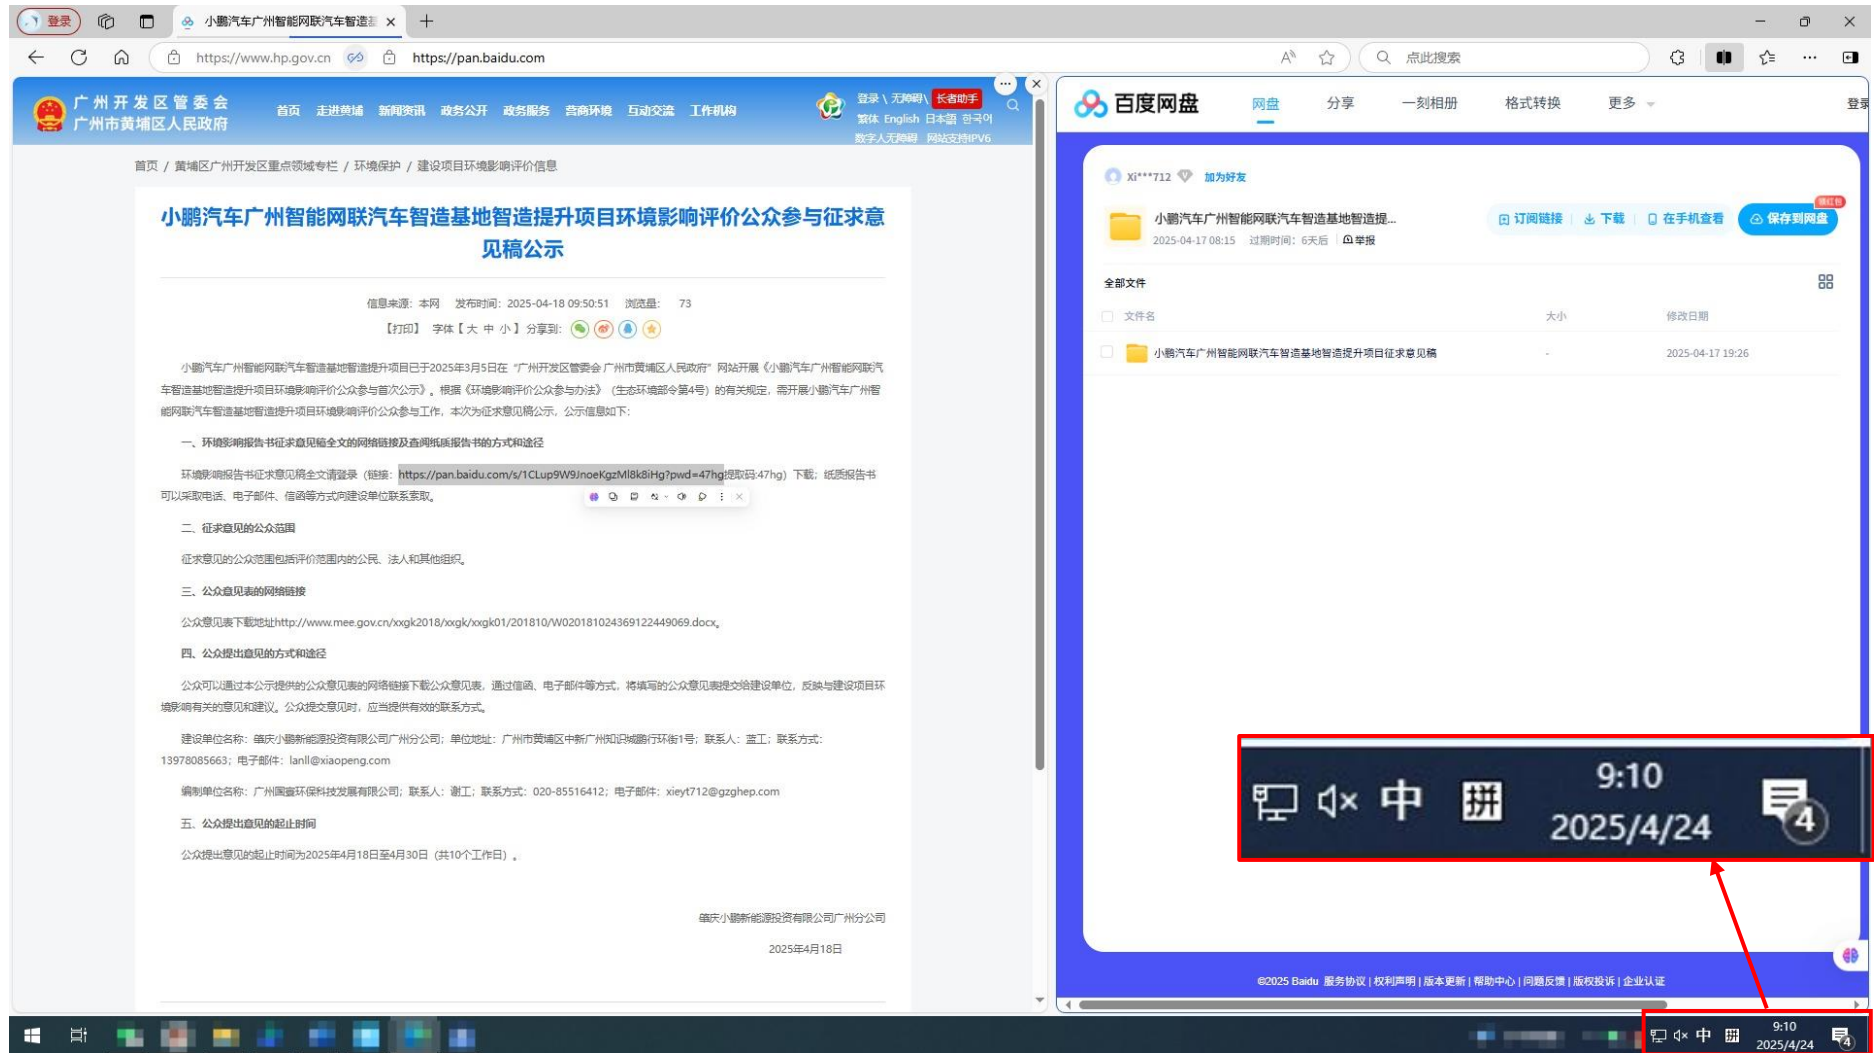 登录
小鹏汽车广州智能网联汽车智造基
https://www.hp.gov.cn
https://pan.baidu.com
点此搜索
广州开发区管委会
广州市黄埔区人民政府
首页 走进黄埔 新闻资讯 政务公开 政务服务 营商环境 互动交流 工作机构
登录 \ 无障碍 \ 长者助手
繁体 English 日本語 한국어
数字人无障碍 网站支持IPV6
首页 / 黄埔区广州开发区重点领域专栏 / 环境保护 / 建设项目环境影响评价信息
小鹏汽车广州智能网联汽车智造基地智造提升项目环境影响评价公众参与征求意
见稿公示
信息来源：本网 发布时间：2025-04-18 09:50:51 浏览量： 73
【打印】 字体【 大 中 小 】 分享到:
小鹏汽车广州智能网联汽车智造基地智造提升项目已于2025年3月5日在“广州开发区管委会 广州市黄埔区人民政府”网站开展《小鹏汽车广州智能网联汽
车智造基地智造提升项目环境影响评价公众参与首次公示》。根据《环境影响评价公众参与办法》（生态环境部令第4号）的有关规定，需开展小鹏汽车广州智
能网联汽车智造基地智造提升项目环境影响评价公众参与工作，本次为征求意见稿公示，公示信息如下：
一、环境影响报告书征求意见稿全文的网络链接及查阅纸质报告书的方式和途径
环境影响报告书征求意见稿全文请登录（链接：https://pan.baidu.com/s/1CLup9W9JnoeKgzMl8k8iHg?pwd=47hg提取码:47hg）下载；纸质报告书
可以采取电话、电子邮件、信函等方式向建设单位联系索取。
二、征求意见的公众范围
征求意见的公众范围包括评价范围内的公民、法人和其他组织。
三、公众意见表的网络链接
公众意见表下载地址http://www.mee.gov.cn/xxgk2018/xxgk/xxgk01/201810/W020181024369122449069.docx。
四、公众提出意见的方式和途径
公众可以通过本公示提供的公众意见表的网络链接下载公众意见表，通过信函、电子邮件等方式，将填写的公众意见表提交给建设单位，反映与建设项目环
境影响有关的意见和建议。公众提交意见时，应当提供有效的联系方式。
建设单位名称：肇庆小鹏新能源投资有限公司广州分公司；单位地址：广州市黄埔区中新广州知识城鹏行环街1号；联系人：蓝工；联系方式：
13978085663；电子邮件：lanll@xiaopeng.com
编制单位名称：广州国寰环保科技发展有限公司；联系人：谢工；联系方式：020-85516412；电子邮件：xieyt712@gzghep.com
五、公众提出意见的起止时间
公众提出意见的起止时间为2025年4月18日至4月30日（共10个工作日）。
肇庆小鹏新能源投资有限公司广州分公司
2025年4月18日
百度网盘 网盘 分享 一刻相册 格式转换 更多 登录
xi***712 加为好友
小鹏汽车广州智能网联汽车智造基地智造提...
2025-04-17 08:15 过期时间：6天后 举报
订阅链接 下载 在手机查看 保存到网盘
领红包
全部文件
文件名 大小 修改日期
小鹏汽车广州智能网联汽车智造基地智造提升项目征求意见稿 - 2025-04-17 19:26
中 拼 9:10
2025/4/24 4
©2025 Baidu 服务协议 | 权利声明 | 版本更新 | 帮助中心 | 问题反馈 | 版权投诉 | 企业认证
中 拼 9:10
2025/4/24 4